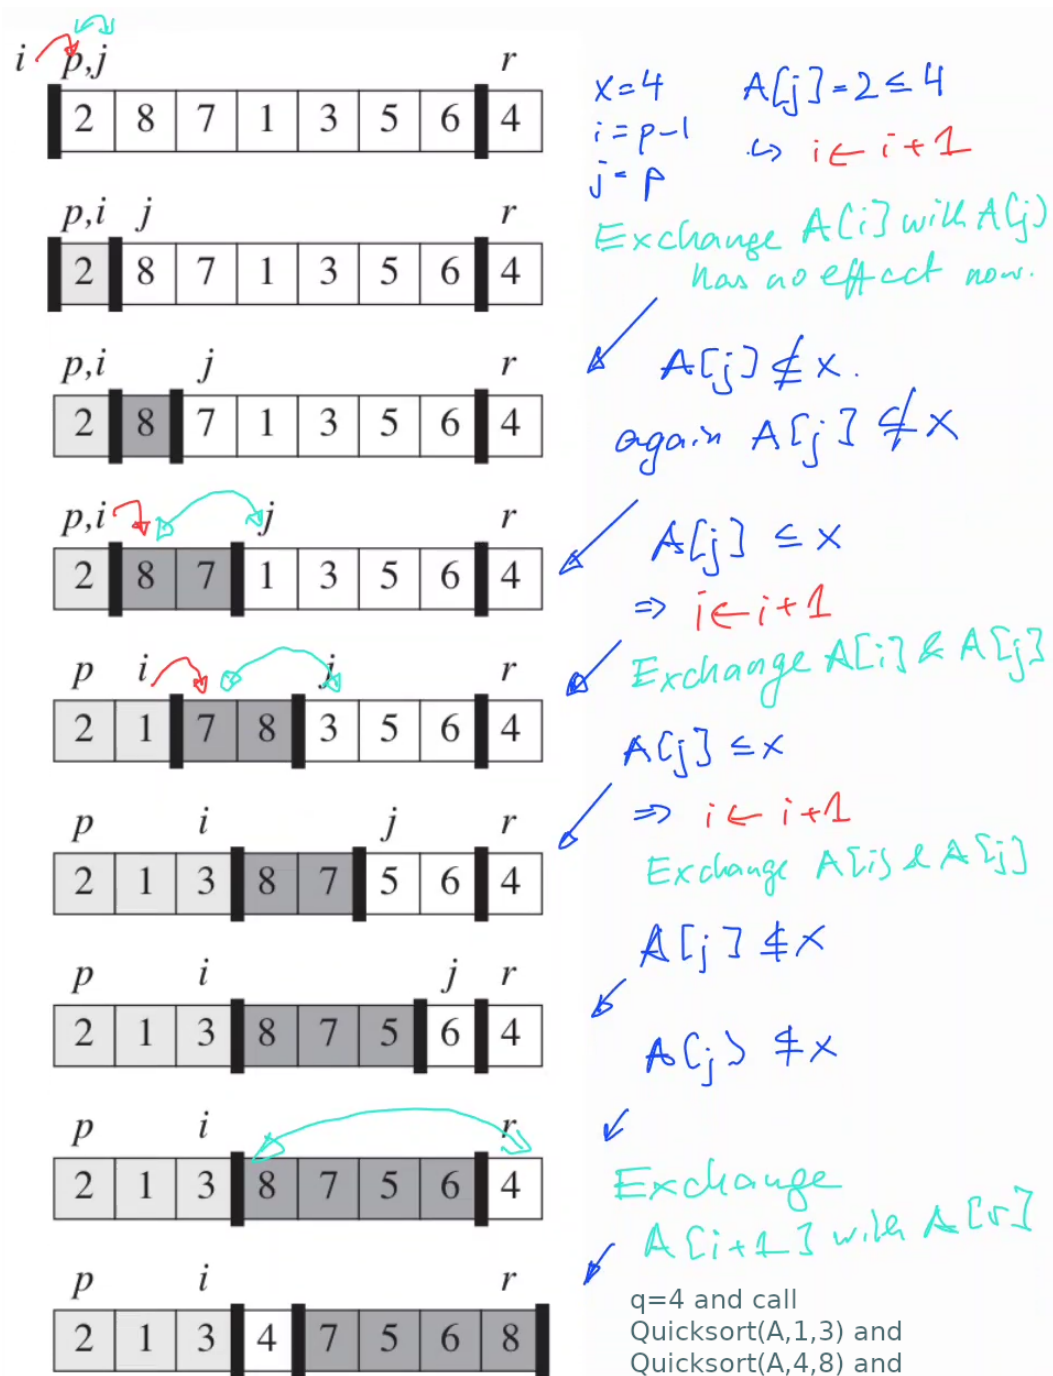 i p,j r
2 8 7 1 3 5 6 4
x=4 A[j]=2≤4
i=p-1 ↪ i←i+1
j=p
Exchange A[i] with A[j]
has no effect now.
p,i j r
2 8 7 1 3 5 6 4
p,i j r
2 8 7 1 3 5 6 4
A[j] ≰ x.
again A[j] ≰ x
p,i j r
2 8 7 1 3 5 6 4
A[j] ≤ x
⇒ i←i+1
Exchange A[i] & A[j]
p i j r
2 1 7 8 3 5 6 4
A[j] ≤ x
⇒ i←i+1
Exchange A[i] & A[j]
p i j r
2 1 3 8 7 5 6 4
A[j] ≰ x
p i j r
2 1 3 8 7 5 6 4
A[j] ≰ x
p i r
2 1 3 8 7 5 6 4
Exchange
A[i+1] with A[r]
p i r
2 1 3 4 7 5 6 8
q=4 and call
Quicksort(A,1,3) and
Quicksort(A,4,8) and